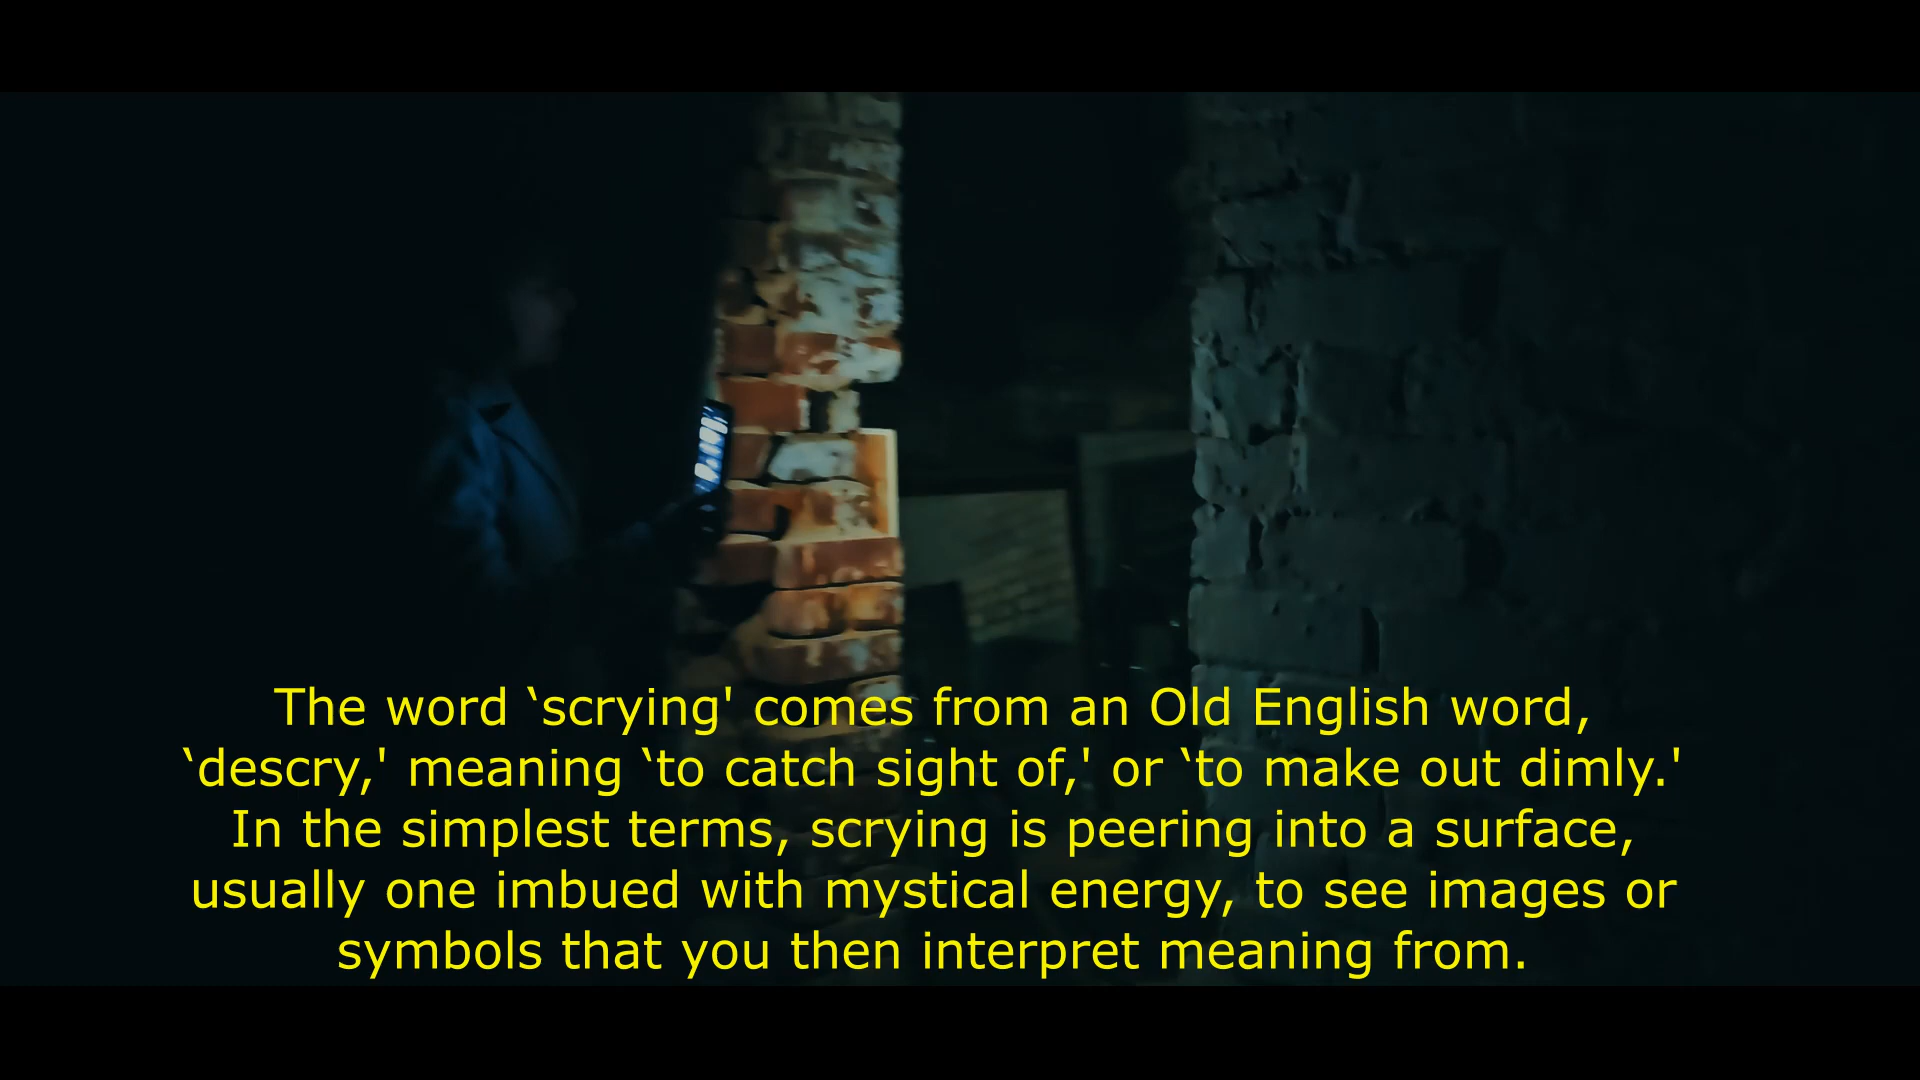 The word ‘scrying' comes from an Old English word,
‘descry,' meaning ‘to catch sight of,' or ‘to make out dimly.'
In the simplest terms, scrying is peering into a surface,
usually one imbued with mystical energy, to see images or
symbols that you then interpret meaning from.